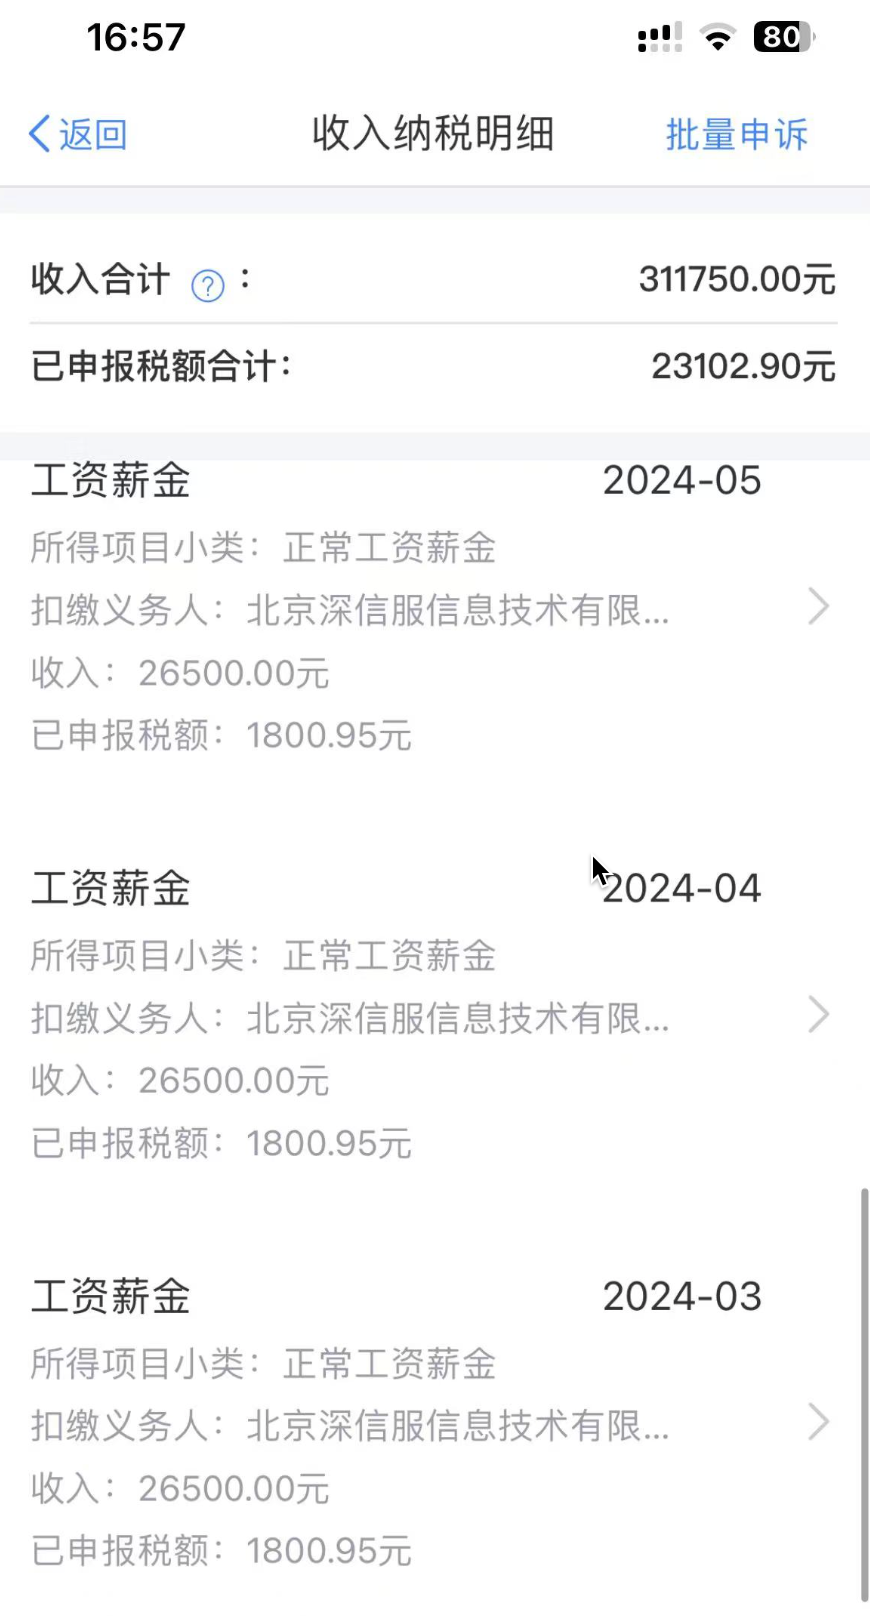 16:57
80
返回
收入纳税明细
批量申诉
收入合计 ? : 311750.00元
已申报税额合计: 23102.90元
工资薪金 2024-05
所得项目小类：正常工资薪金
扣缴义务人：北京深信服信息技术有限...
收入：26500.00元
已申报税额：1800.95元
工资薪金 2024-04
所得项目小类：正常工资薪金
扣缴义务人：北京深信服信息技术有限...
收入：26500.00元
已申报税额：1800.95元
工资薪金 2024-03
所得项目小类：正常工资薪金
扣缴义务人：北京深信服信息技术有限...
收入：26500.00元
已申报税额：1800.95元